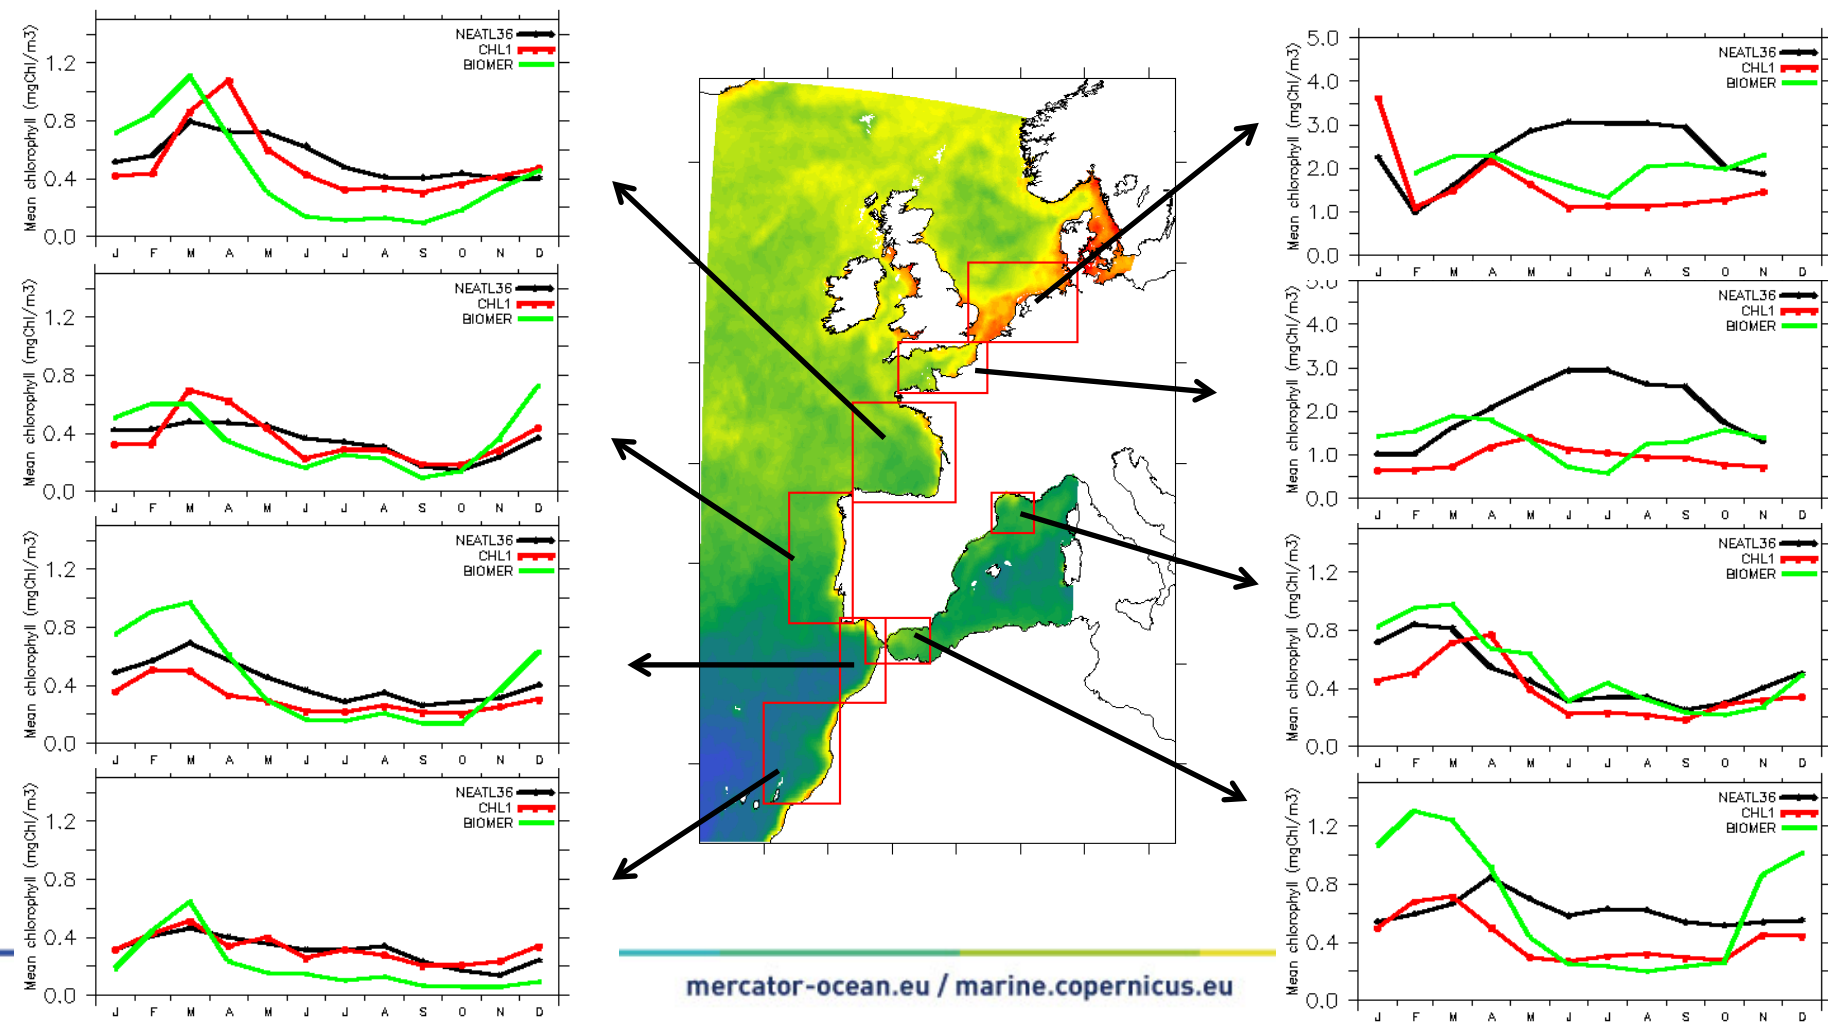 Mean chlorophyll (mgChl/m3)
NEATL36
CHL1
BIOMER
1.2
0.8
0.4
0.0
J F M A M J J A S O N D
Mean chlorophyll (mgChl/m3)
NEATL36
CHL1
BIOMER
1.2
0.8
0.4
0.0
J F M A M J J A S O N D
Mean chlorophyll (mgChl/m3)
NEATL36
CHL1
BIOMER
1.2
0.8
0.4
0.0
J F M A M J J A S O N D
Mean chlorophyll (mgChl/m3)
NEATL36
CHL1
BIOMER
1.2
0.8
0.4
0.0
J F M A M J J A S O N D
Mean chlorophyll (mgChl/m3)
NEATL36
CHL1
BIOMER
5.0
4.0
3.0
2.0
1.0
0.0
J F M A M J J A S O N D
Mean chlorophyll (mgChl/m3)
NEATL36
CHL1
BIOMER
5.0
4.0
3.0
2.0
1.0
0.0
J F M A M J J A S O N D
Mean chlorophyll (mgChl/m3)
NEATL36
CHL1
BIOMER
1.2
0.8
0.4
0.0
J F M A M J J A S O N D
Mean chlorophyll (mgChl/m3)
NEATL36
CHL1
BIOMER
1.2
0.8
0.4
0.0
J F M A M J J A S O N D
mercator-ocean.eu / marine.copernicus.eu